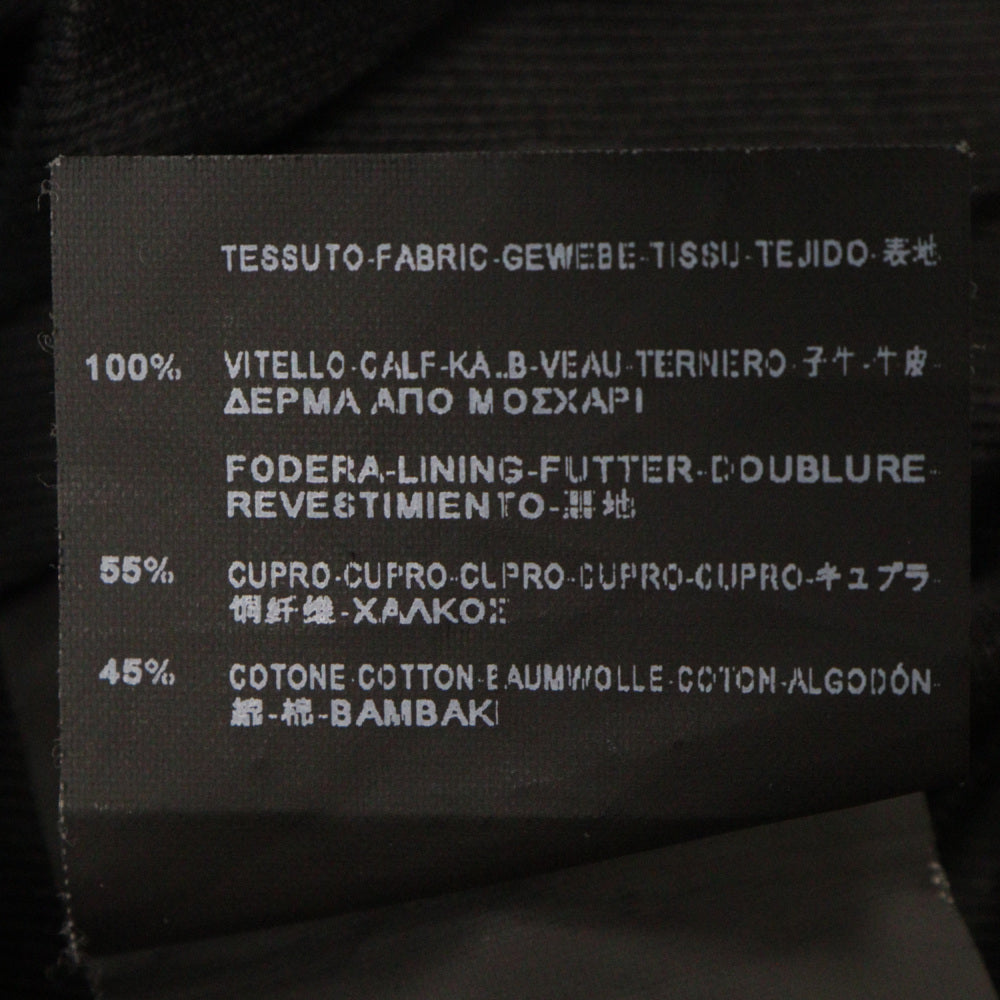 TESSUTO-FABRIC-GEWEBE-TISSU-TEJIDO-表地
100% VITELLO-CALF-KALB-VEAU-TERNERO-子牛-牛皮
ΔΕΡΜΑ ΑΠΟ ΜΟΣΧΑΡΙ
FODERA-LINING-FUTTER-DOUBLURE-
REVESTIMIENTO-裏地
55% CUPRO-CUPRO-CUPRO-CUPRO-CUPRO-キュプラ
铜纤维-ΧΑΛΚΟΣ
45% COTONE-COTTON-BAUMWOLLE-COTON-ALGODÓN-
綿-棉-BAMBAKI